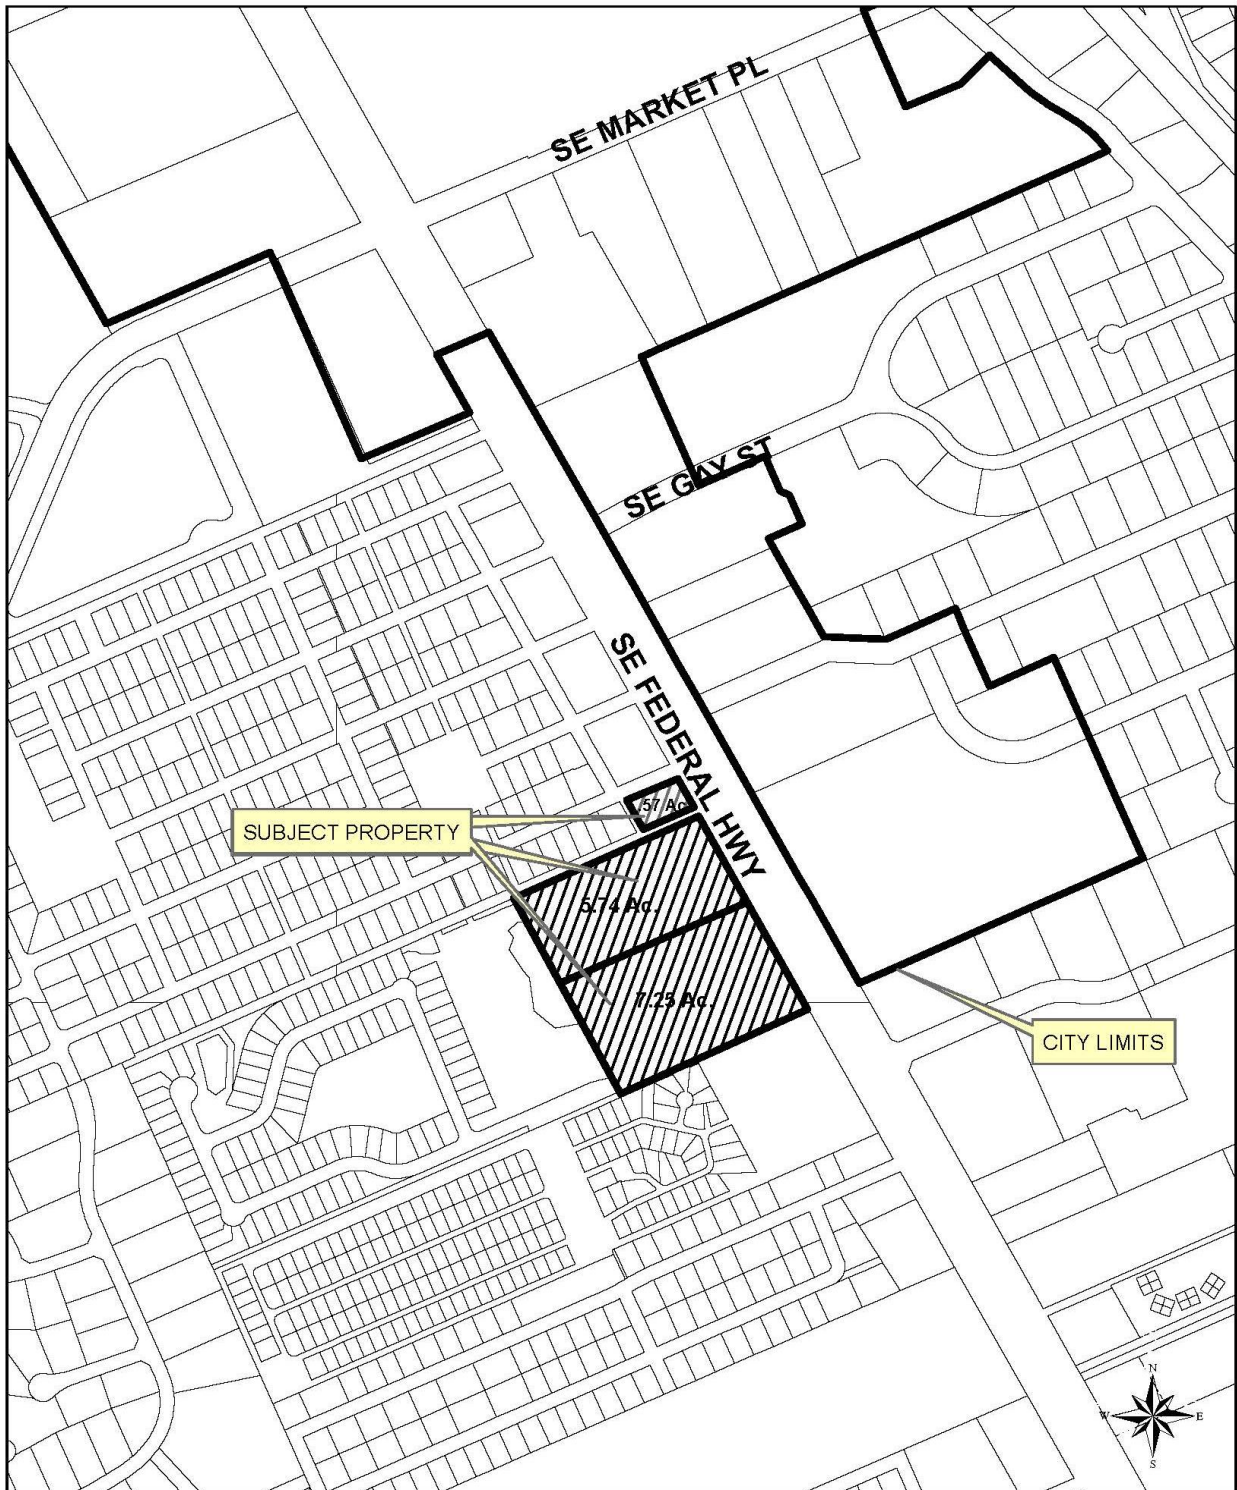 SE MARKET PL
SE GAY ST
SE FEDERAL HWY
.57 Ac.
SUBJECT PROPERTY
5.74 Ac.
7.25 Ac.
CITY LIMITS
N
W
E
S